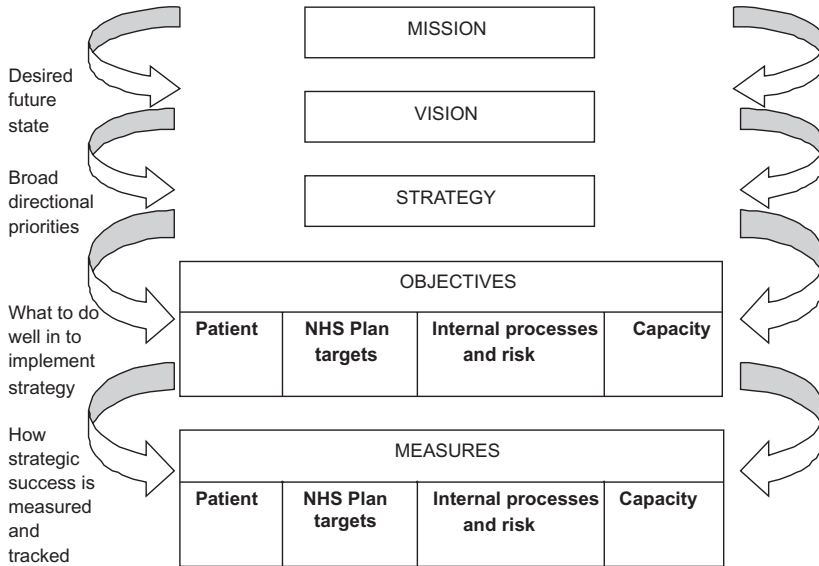 MISSION
Desired
future
state
VISION
Broad
directional
priorities
STRATEGY
OBJECTIVES
What to do
well in to
implement
strategy
Patient
NHS Plan
targets
Internal processes
and risk
Capacity
How
strategic
success is
measured
and
tracked
MEASURES
Patient
NHS Plan
targets
Internal processes
and risk
Capacity